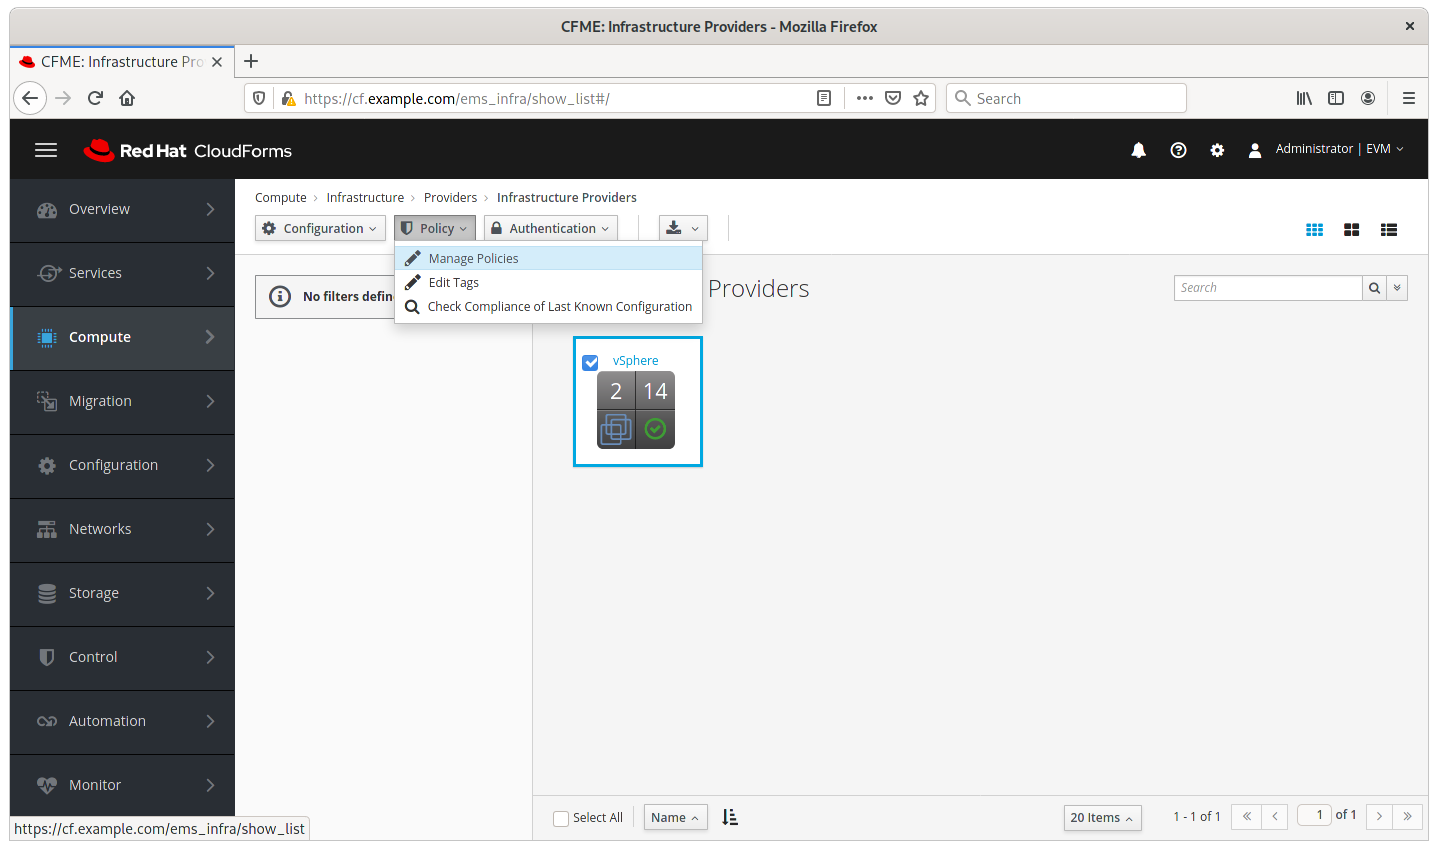 CFME: Infrastructure Providers - Mozilla Firefox
CFME: Infrastructure Pro
https://cf.example.com/ems_infra/show_list#/
Search
Red Hat CloudForms
Administrator | EVM
Overview
Services
Compute
Migration
Configuration
Networks
Storage
Control
Automation
Monitor
https://cf.example.com/ems_infra/show_list
Compute Infrastructure Providers Infrastructure Providers
Configuration Policy Authentication
Manage Policies
Edit Tags
Check Compliance of Last Known Configuration
No filters define
Providers
Search
vSphere
2 14
Select All Name 20 Items 1 - 1 of 1 1 of 1